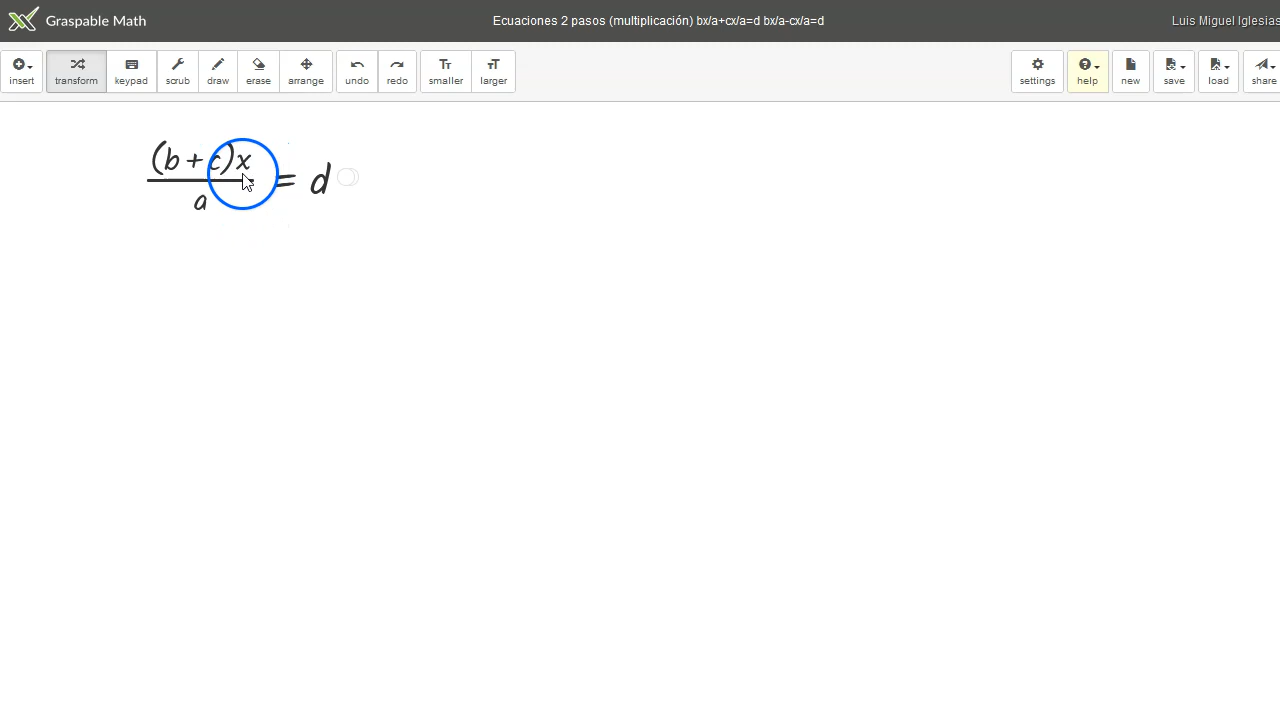 Graspable Math
Ecuaciones 2 pasos (multiplicación) bx/a+cx/a=d bx/a-cx/a=d
Luis Miguel Iglesias
insert transform keypad scrub draw erase arrange undo redo smaller larger settings help new save load share
(b + c)x
a
= d